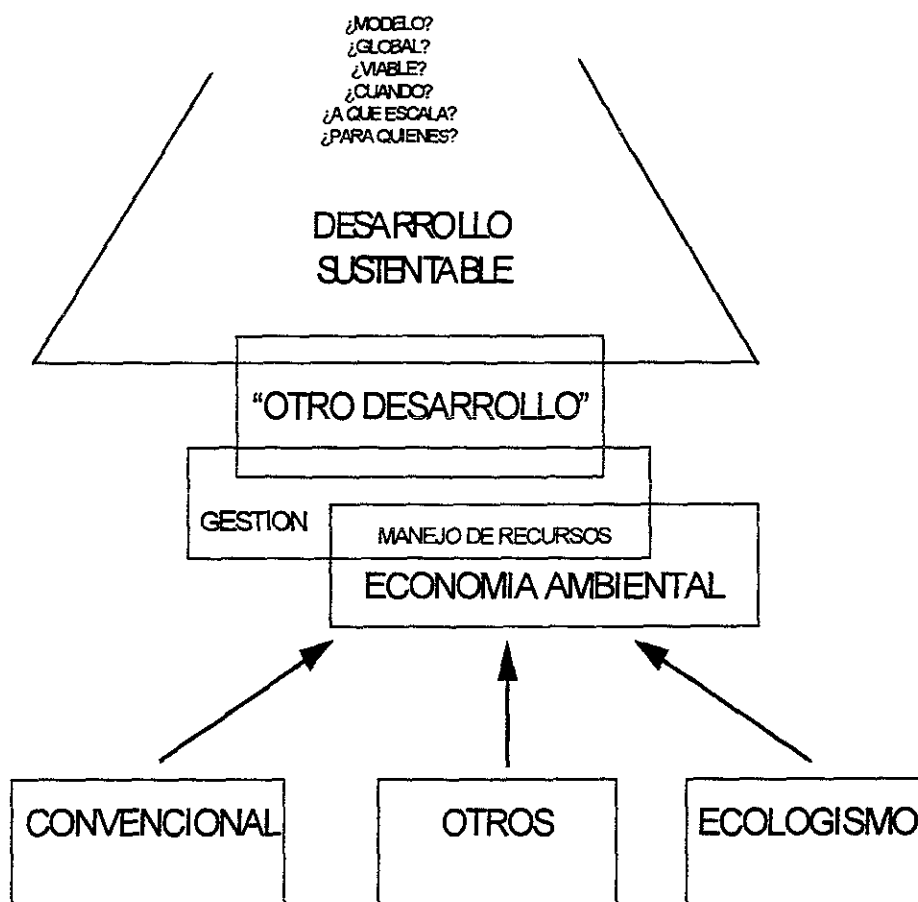 ¿MODELO?
¿GLOBAL?
¿VIABLE?
¿CUANDO?
¿A QUE ESCALA?
¿PARA QUIENES?
DESARROLLO
SUSTENTABLE
“OTRO DESARROLLO”
GESTION
MANEJO DE RECURSOS
ECONOMIA AMBIENTAL
CONVENCIONAL
OTROS
ECOLOGISMO